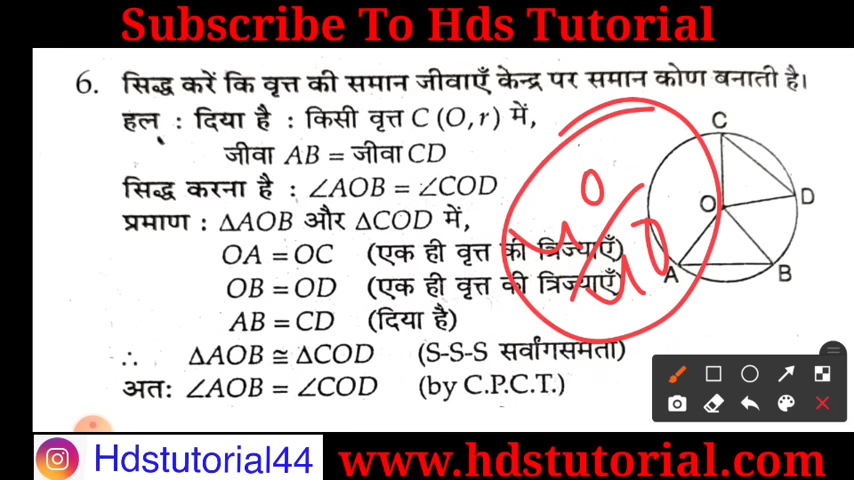 Subscribe To Hds Tutorial
6. सिद्ध करें कि वृत्त की समान जीवाएँ केन्द्र पर समान कोण बनाती है।
हल : दिया है : किसी वृत्त C (O, r) में,
जीवा AB = जीवा CD
सिद्ध करना है : ∠AOB = ∠COD
प्रमाण : ΔAOB और ΔCOD में,
OA = OC (एक ही वृत्त की त्रिज्याएँ)
OB = OD (एक ही वृत्त की त्रिज्याएँ)
AB = CD (दिया है)
∴ ΔAOB ≅ ΔCOD (S-S-S सर्वांगसमता)
अतः ∠AOB = ∠COD (by C.P.C.T.)
C
D
O
A
B
Hdstutorial44
www.hdstutorial.com